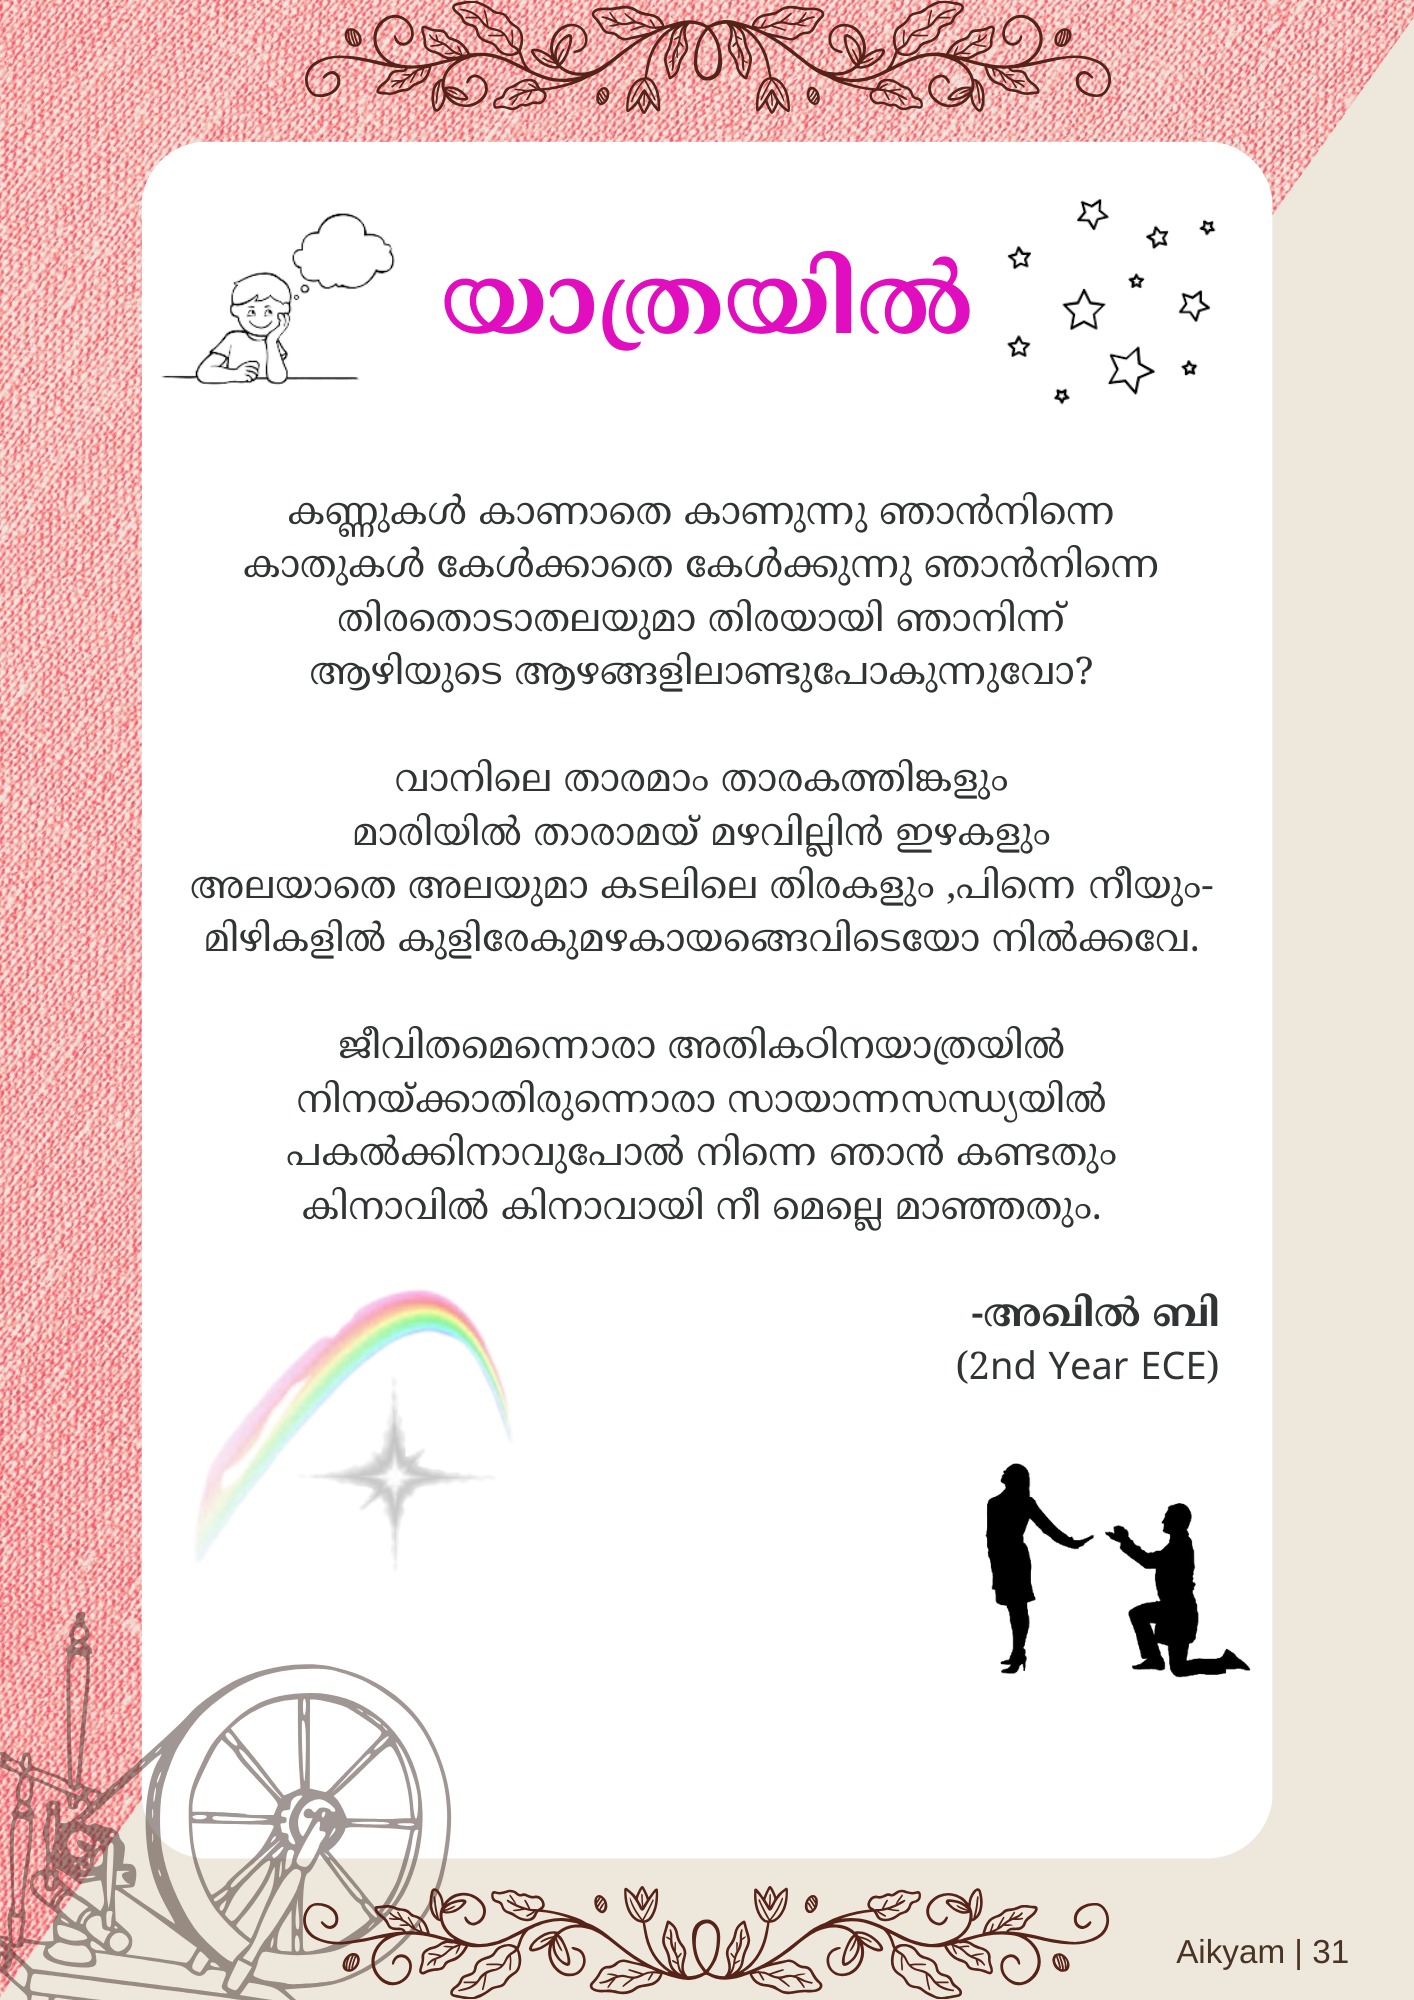 യാത്രയിൽ
കണ്ണുകൾ കാണാതെ കാണുന്നു ഞാൻനിന്നെ
കാതുകൾ കേൾക്കാതെ കേൾക്കുന്നു ഞാൻനിന്നെ
തിരതൊടാതലയുമാ തിരയായി ഞാനിന്ന്
ആഴിയുടെ ആഴങ്ങളിലാണ്ടുപോകുന്നുവോ?
വാനിലെ താരമാം താരകത്തിങ്കളും
മാരിയിൽ താരാമയ് മഴവില്ലിൻ ഇഴകളും
അലയാതെ അലയുമാ കടലിലെ തിരകളും ,പിന്നെ നീയും-
മിഴികളിൽ കുളിരേകുമഴകായങ്ങെവിടെയോ നിൽക്കവേ.
ജീവിതമെന്നൊരാ അതികഠിനയാത്രയിൽ
നിനയ്ക്കാതിരുന്നൊരാ സായാന്നസന്ധ്യയിൽ
പകൽക്കിനാവുപോൽ നിന്നെ ഞാൻ കണ്ടതും
കിനാവിൽ കിനാവായി നീ മെല്ലെ മാഞ്ഞതും.
-അഖിൽ ബി
(2nd Year ECE)
Aikyam | 31